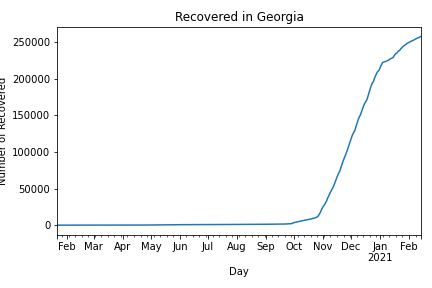 Recovered in Georgia
Number of Recovered
250000
200000
150000
100000
50000
0
Feb Mar Apr May Jun Jul Aug Sep Oct Nov Dec Jan Feb
2021
Day